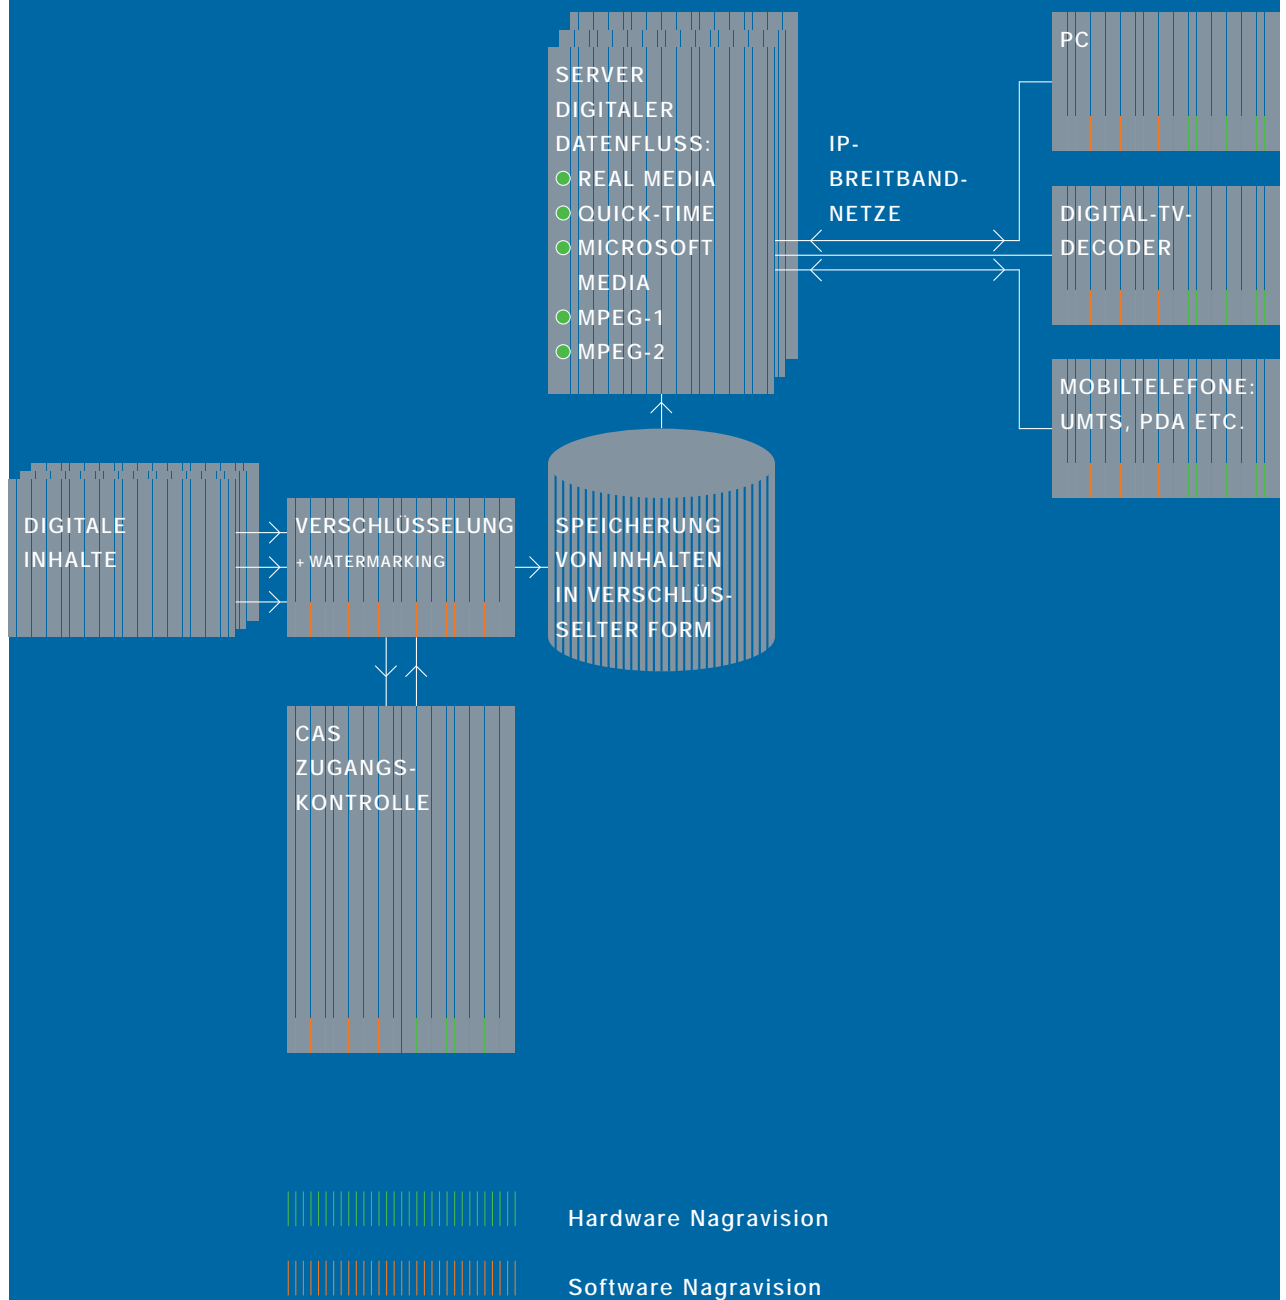 SERVER
DIGITALER
DATENFLUSS:
REAL MEDIA
QUICK-TIME
MICROSOFT
MEDIA
MPEG-1
MPEG-2
IP-
BREITBAND-
NETZE
PC
DIGITAL-TV-
DECODER
MOBILTELEFONE:
UMTS, PDA ETC.
DIGITALE
INHALTE
VERSCHLÜSSELUNG
+ WATERMARKING
SPEICHERUNG
VON INHALTEN
IN VERSCHLÜS-
SELTER FORM
CAS
ZUGANGS-
KONTROLLE
Hardware Nagravision
Software Nagravision